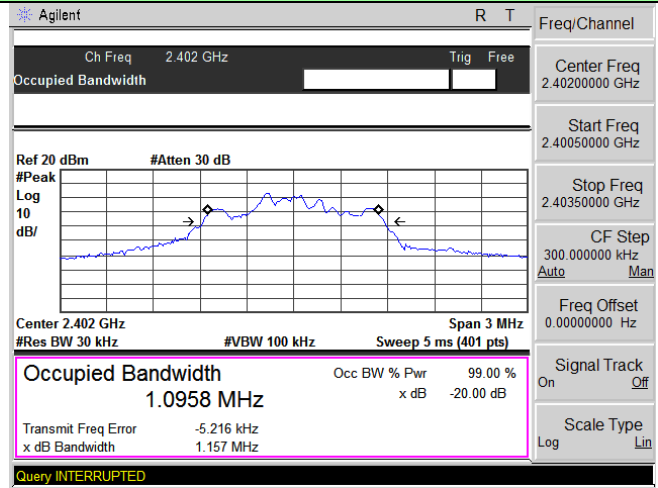 Agilent R T
Ch Freq 2.402 GHz Trig Free
Occupied Bandwidth
Ref 20 dBm #Atten 30 dB
#Peak
Log
10
dB/
Center 2.402 GHz Span 3 MHz
#Res BW 30 kHz #VBW 100 kHz Sweep 5 ms (401 pts)
Occupied Bandwidth Occ BW % Pwr 99.00 %
1.0958 MHz x dB -20.00 dB
Transmit Freq Error -5.216 kHz
x dB Bandwidth 1.157 MHz
Query INTERRUPTED
Freq/Channel
Center Freq
2.40200000 GHz
Start Freq
2.40050000 GHz
Stop Freq
2.40350000 GHz
CF Step
300.000000 kHz
Auto Man
Freq Offset
0.00000000 Hz
Signal Track
On Off
Scale Type
Log Lin